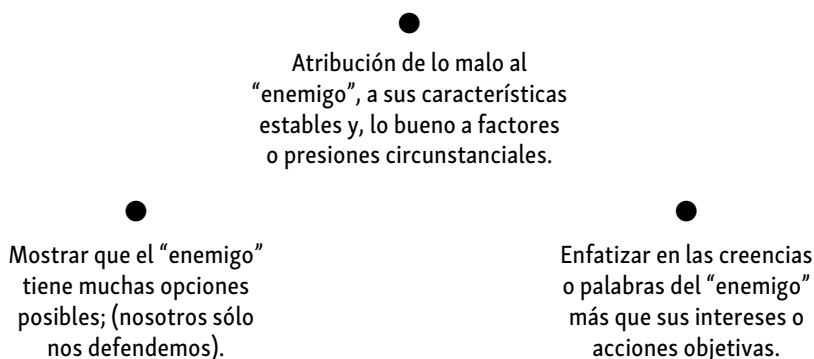 Atribución de lo malo al
“enemigo”, a sus características
estables y, lo bueno a factores
o presiones circunstanciales.
Mostrar que el “enemigo”
tiene muchas opciones
posibles; (nosotros sólo
nos defendemos).
Enfatizar en las creencias
o palabras del “enemigo”
más que sus intereses o
acciones objetivas.